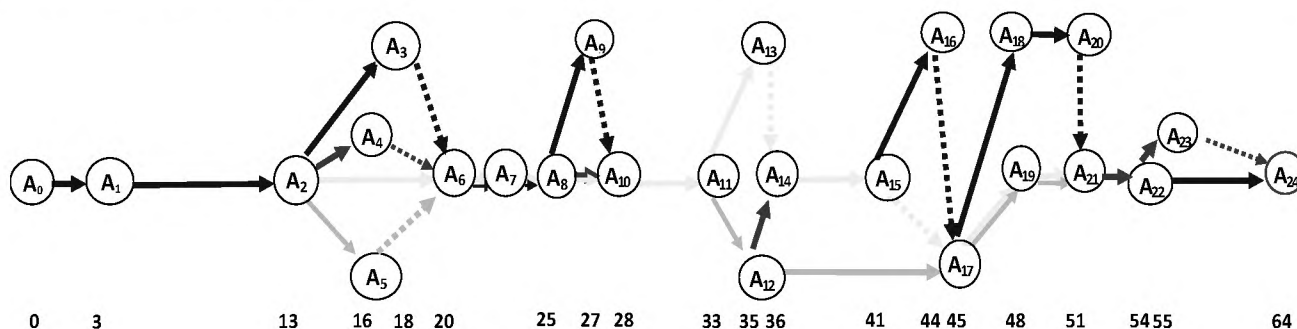 A3 A9 A13 A16 A18 A20
A4 A23
A0 A1 A2 A6 A7 A8 A10 A11 A14 A15 A19 A21 A22 A24
A5 A12 A17
0 3 13 16 18 20 25 27 28 33 35 36 41 44 45 48 51 54 55 64